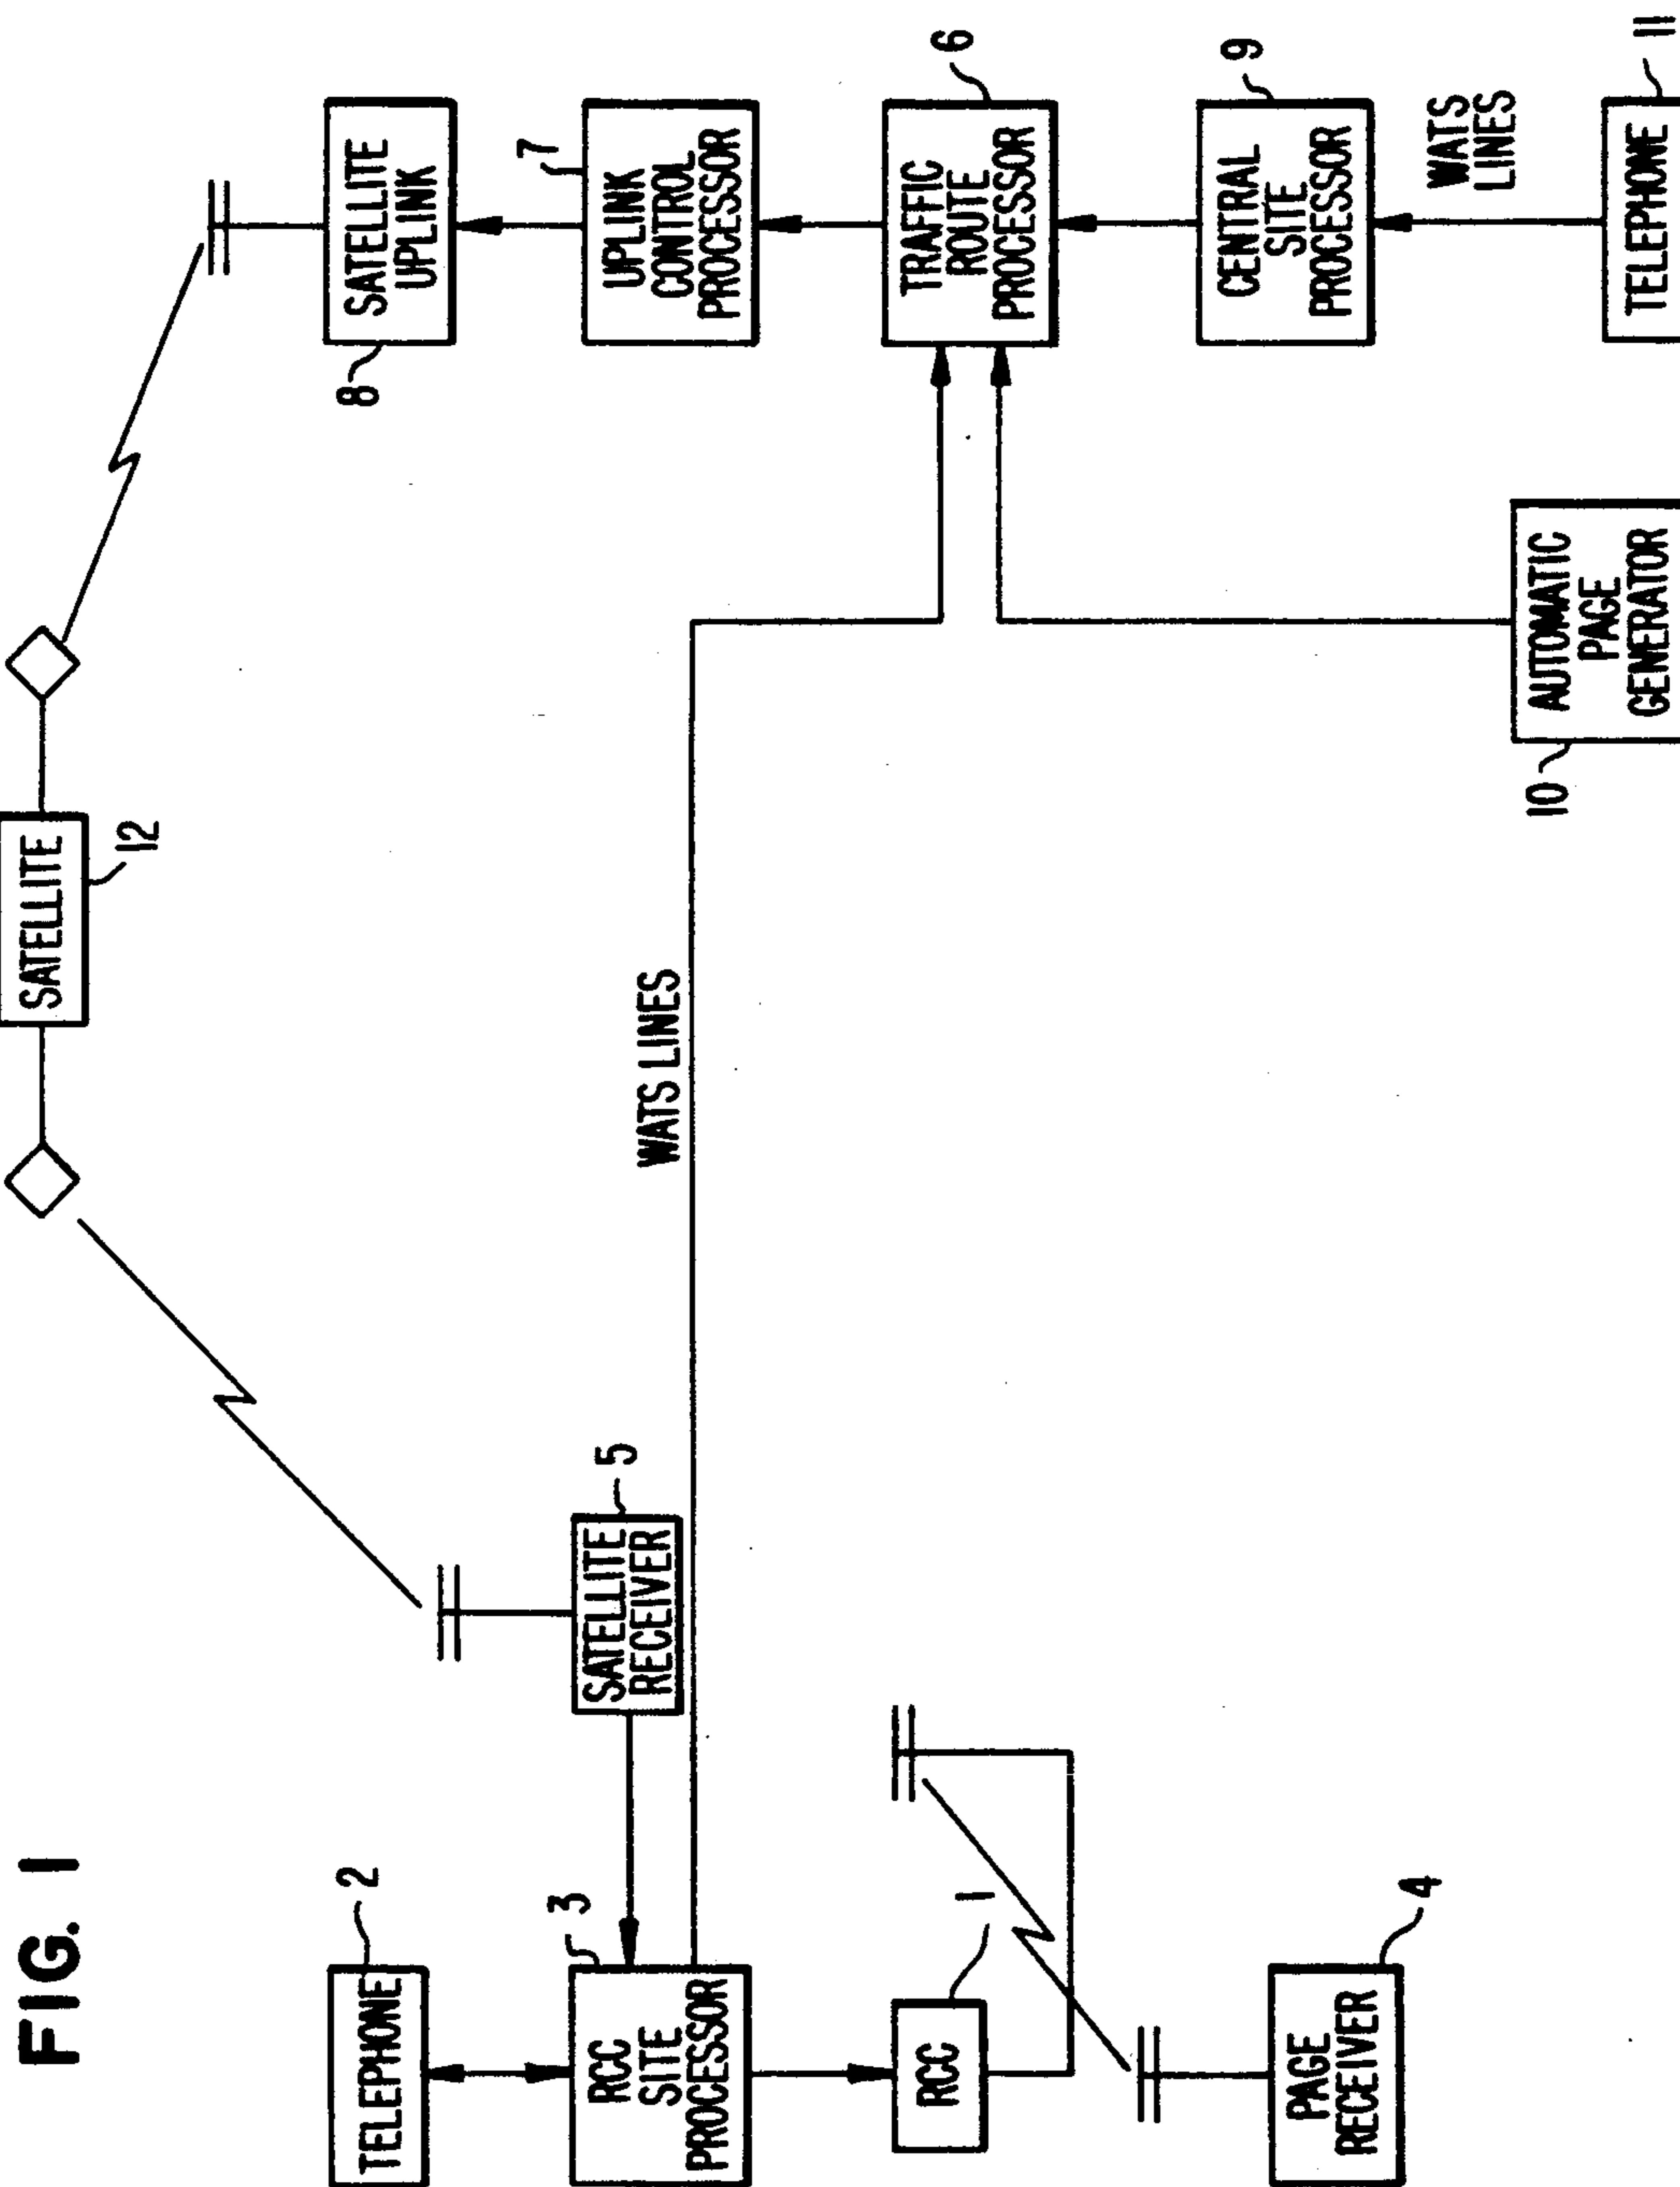 FIG. 1
TELEPHONE
2
RCC
SITE
PROCESSOR
3
RCC
1
PAGE
RECEIVER
4
SATELLITE
RECEIVER
5
WATS LINES
SATELLITE
12
SATELLITE
UPLINK
8
UPLINK
CONTROL
PROCESSOR
7
TRAFFIC
ROUTE
PROCESSOR
6
CENTRAL
SITE
PROCESSOR
9
WATS
LINES
AUTOMATIC
PAGE
GENERATOR
10
TELEPHONE
11